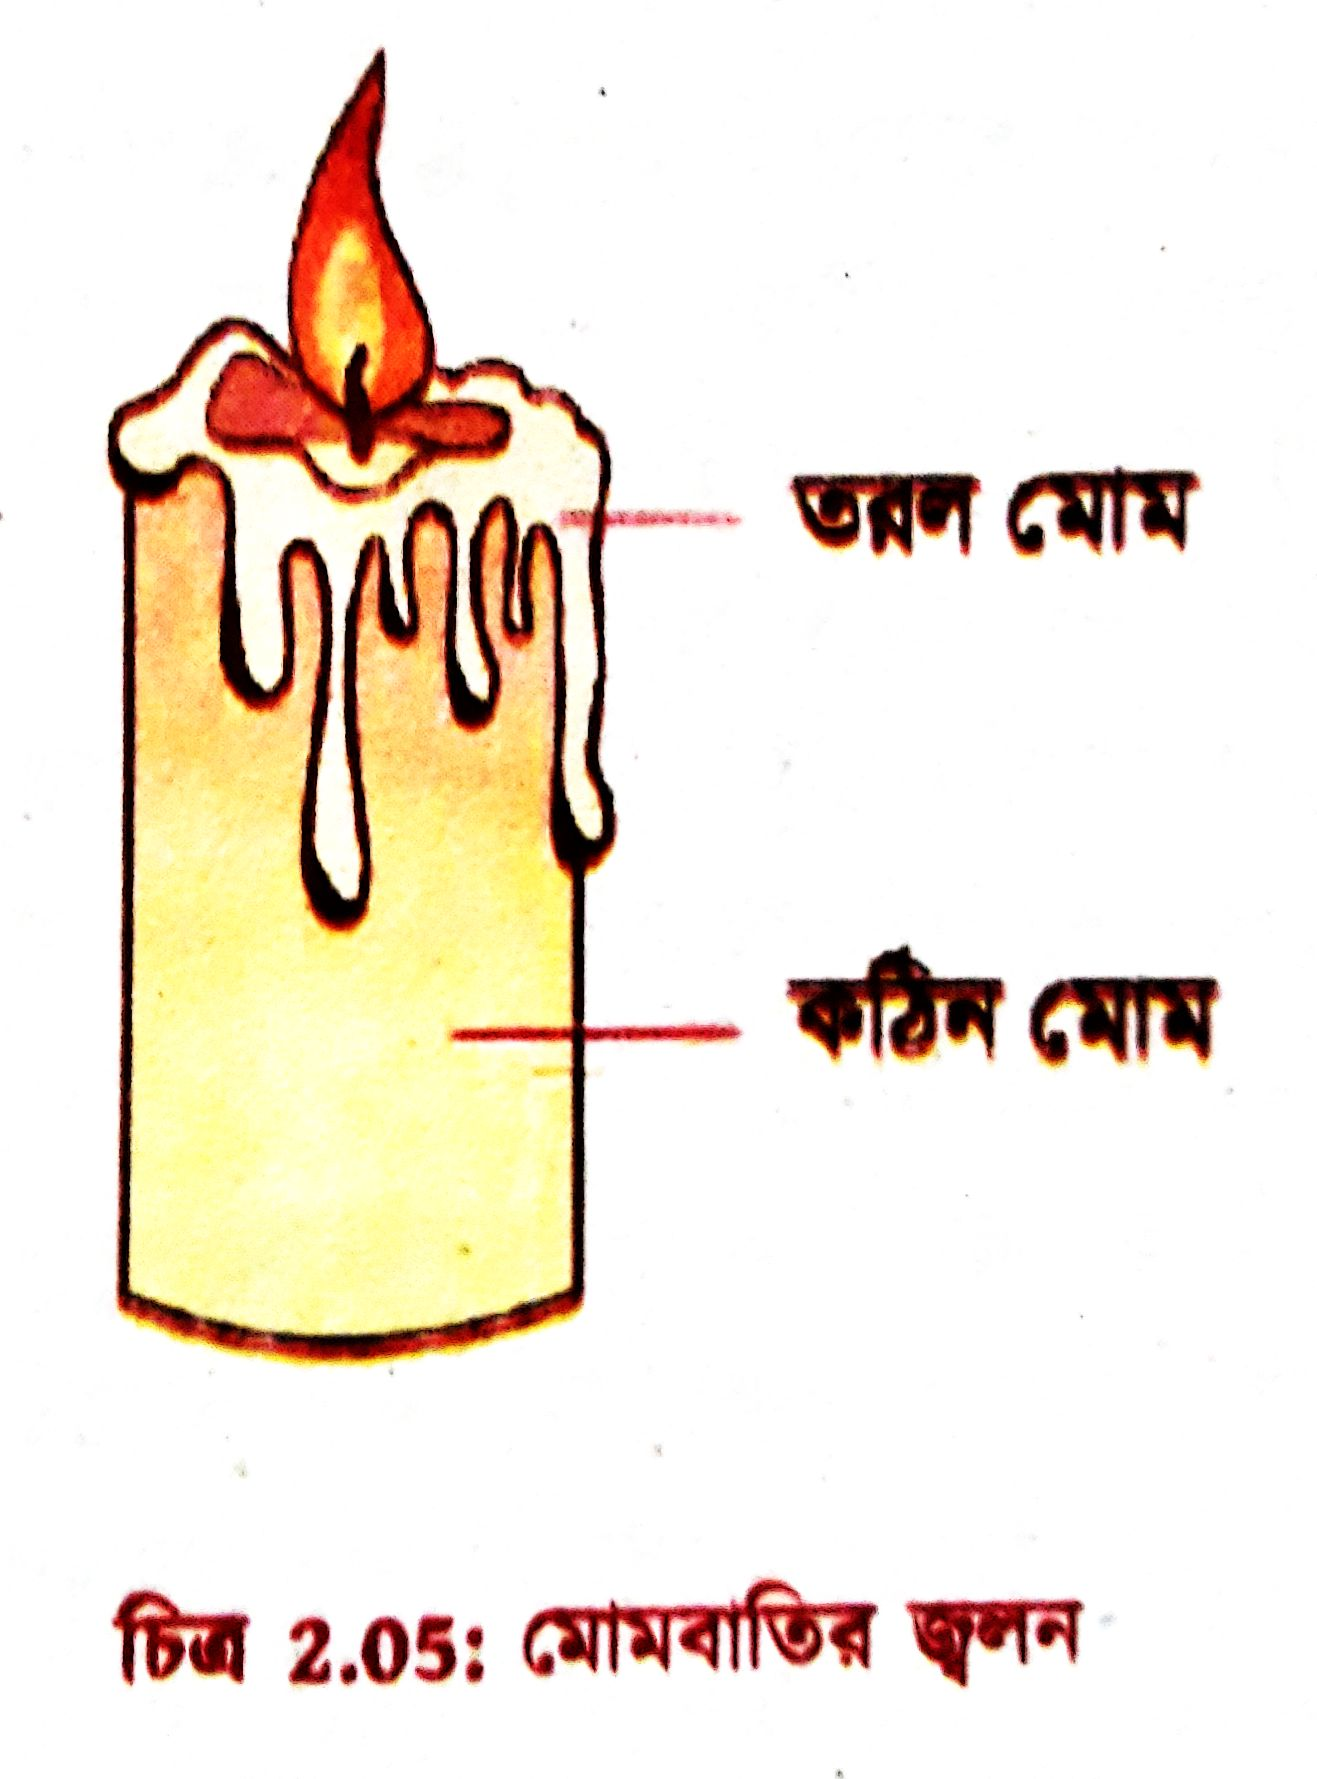 তরল মোম
কঠিন মোম
চিত্র 2.05: মোমবাতির জ্বলন